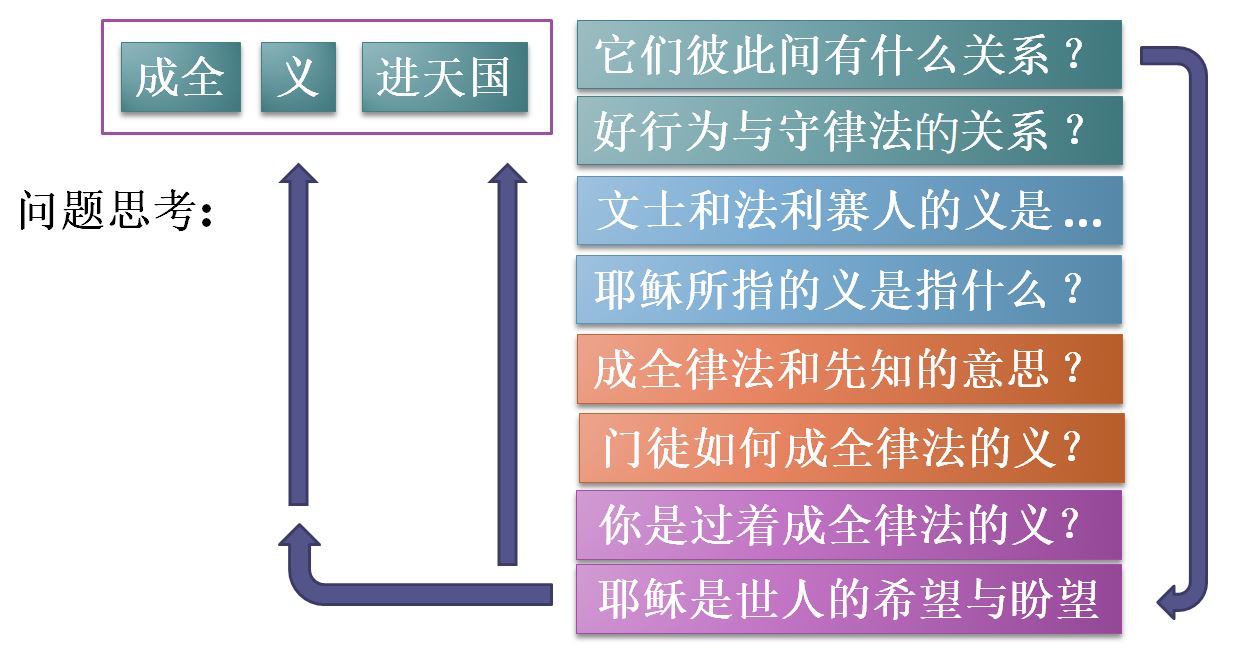 成全 义 进天国
问题思考：
它们彼此间有什么关系？
好行为与守律法的关系？
文士和法利赛人的义是...
耶稣所指的义是指什么？
成全律法和先知的意思？
门徒如何成全律法的义？
你是过着成全律法的义？
耶稣是世人的希望与盼望